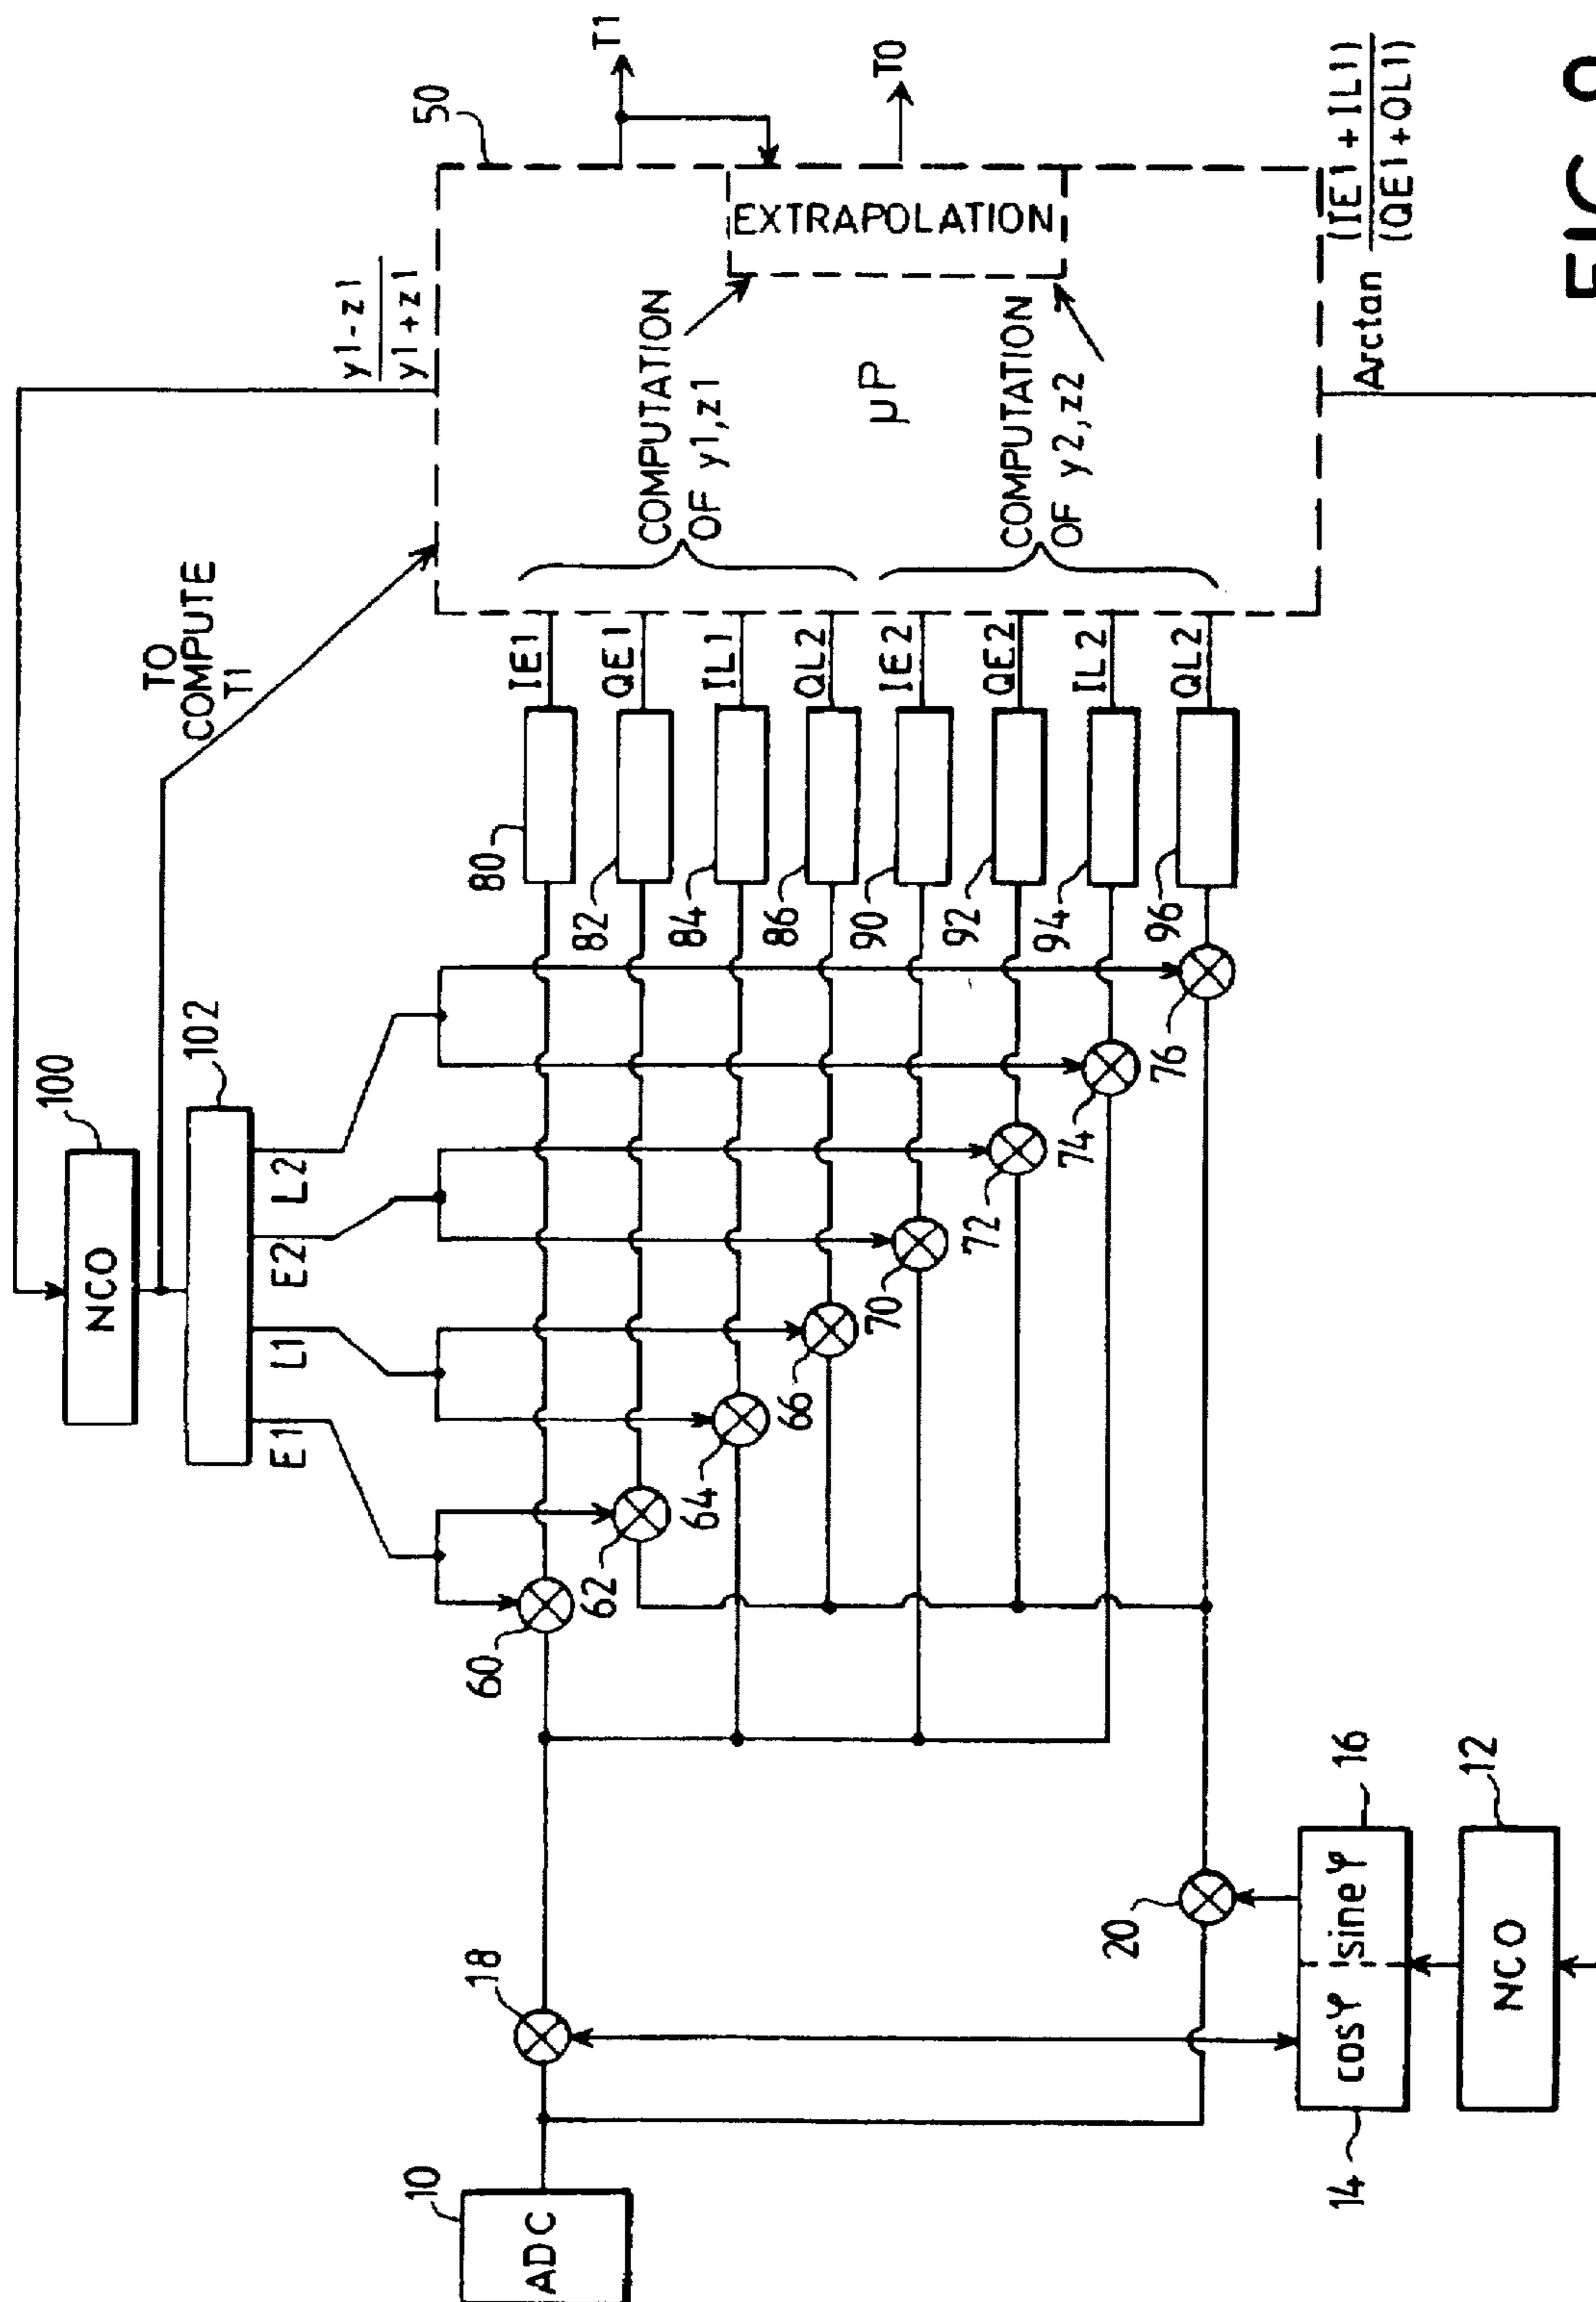 10
ADC
18
20
14
cosφ
sineφ
16
NCO
12
60
62
64
66
70
72
74
76
NCO
100
102
E1
L1
E2
L2
TO
COMPUTE
T1
80
82
84
86
90
92
94
96
IE1
QE1
IL1
QL2
IE2
QE2
IL2
QL2
y1-z1
y1+z1
COMPUTATION
OF y1,z1
µP
COMPUTATION
OF y2,z2
EXTRAPOLATION
50
T1
T0
Arctan (IE1+IL1)
(QE1+QL1)